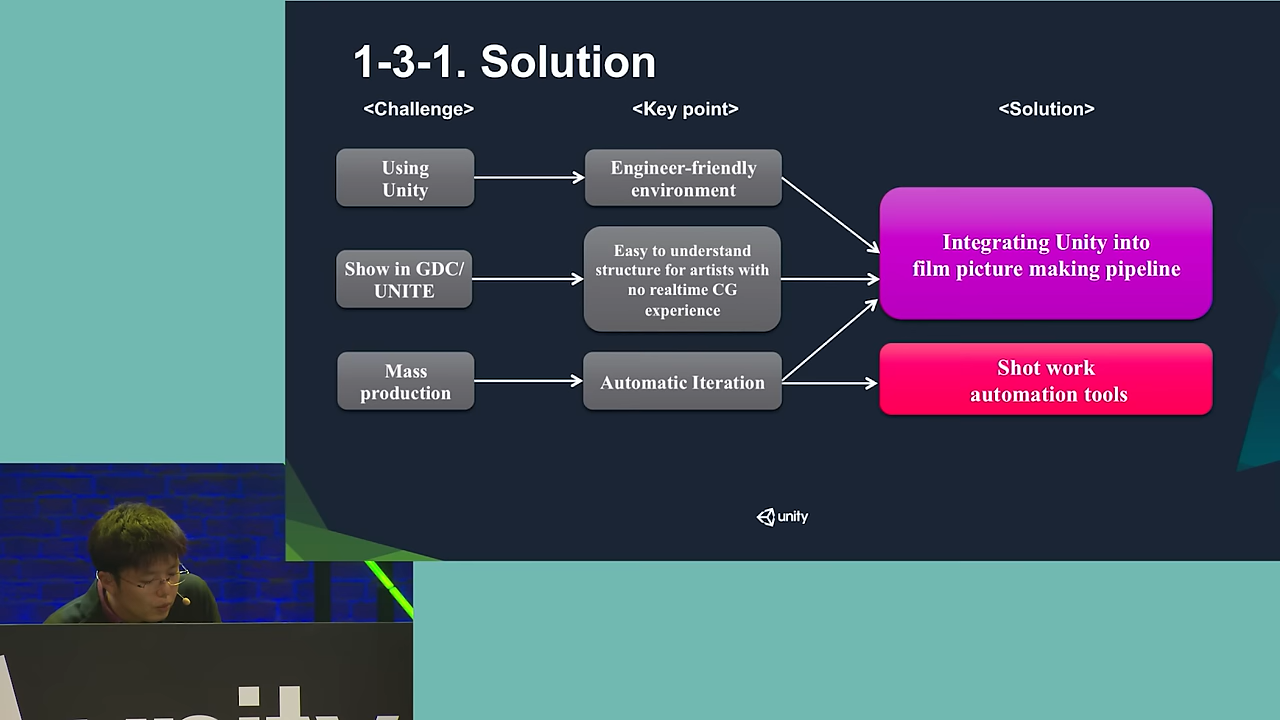 1-3-1. Solution
<Challenge>
<Key point>
<Solution>
Using
Unity
Engineer-friendly
environment
Show in GDC/
UNITE
Easy to understand
structure for artists with
no realtime CG
experience
Mass
production
Automatic Iteration
Integrating Unity into
film picture making pipeline
Shot work
automation tools
unity
unity